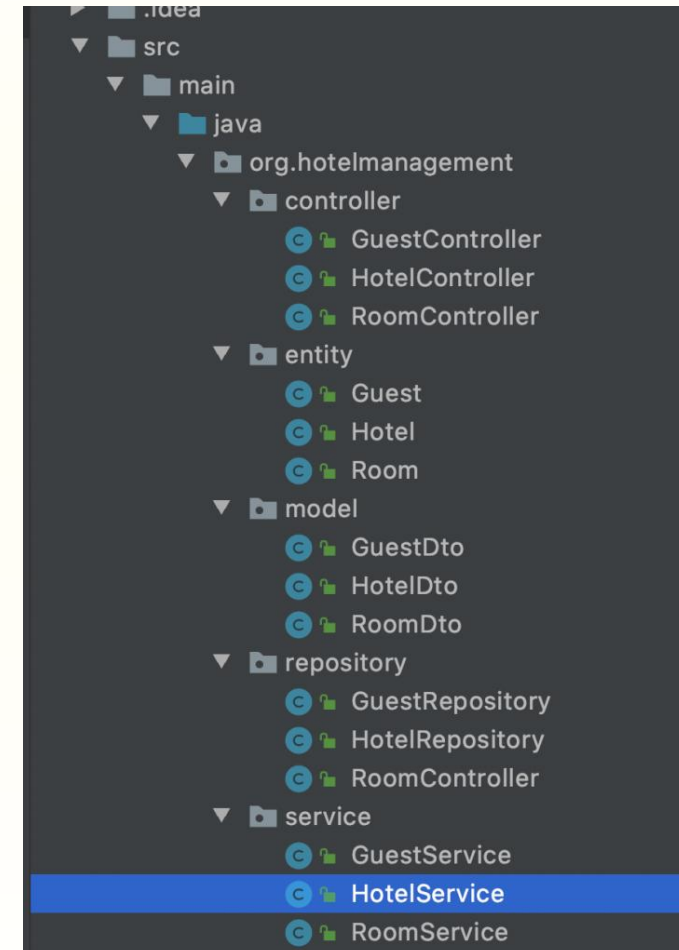 .idea
src
main
java
org.hotelmanagement
controller
C GuestController
C HotelController
C RoomController
entity
C Guest
C Hotel
C Room
model
C GuestDto
C HotelDto
C RoomDto
repository
C GuestRepository
C HotelRepository
C RoomController
service
C GuestService
C HotelService
C RoomService